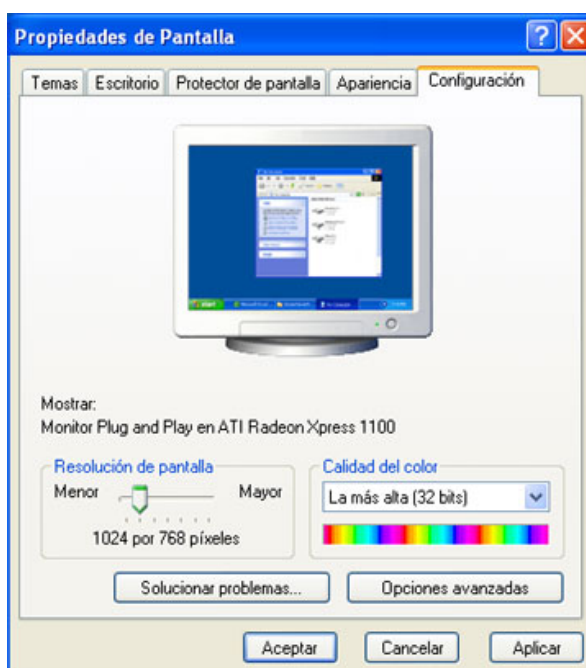 Propiedades de Pantalla
Temas Escritorio Protector de pantalla Apariencia Configuración
Mostrar:
Monitor Plug and Play en ATI Radeon Xpress 1100
Resolución de pantalla
Menor Mayor
1024 por 768 píxeles
Calidad del color
La más alta (32 bits)
Solucionar problemas... Opciones avanzadas
Aceptar Cancelar Aplicar